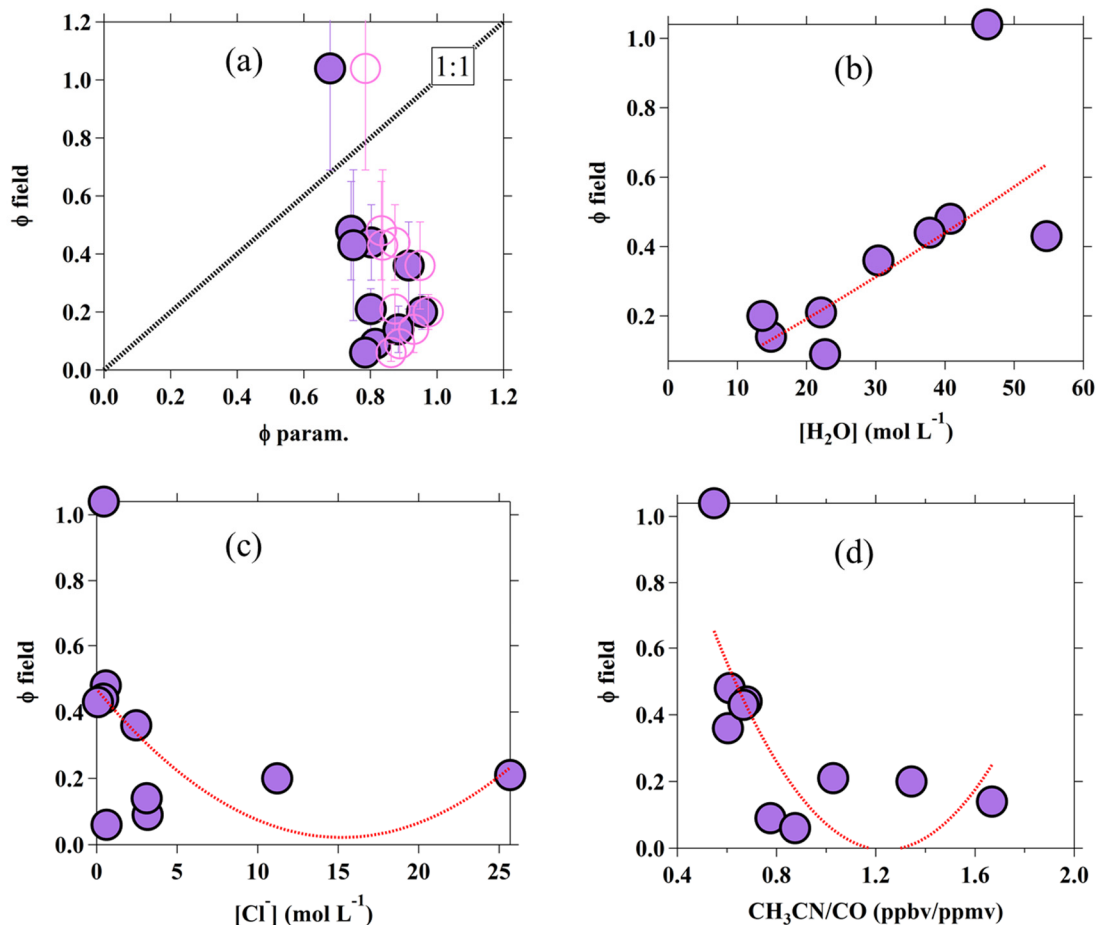 (a)
1:1
1.2
1.0
0.8
0.6
0.4
0.2
0.0
ϕ field
0.0 0.2 0.4 0.6 0.8 1.0 1.2
ϕ param.
(b)
1.0
0.8
0.6
0.4
0.2
ϕ field
0 10 20 30 40 50 60
[H₂O] (mol L⁻¹)
(c)
1.0
0.8
0.6
0.4
0.2
0.0
ϕ field
0 5 10 15 20 25
[Cl⁻] (mol L⁻¹)
(d)
1.0
0.8
0.6
0.4
0.2
0.0
ϕ field
0.4 0.8 1.2 1.6 2.0
CH₃CN/CO (ppbv/ppmv)